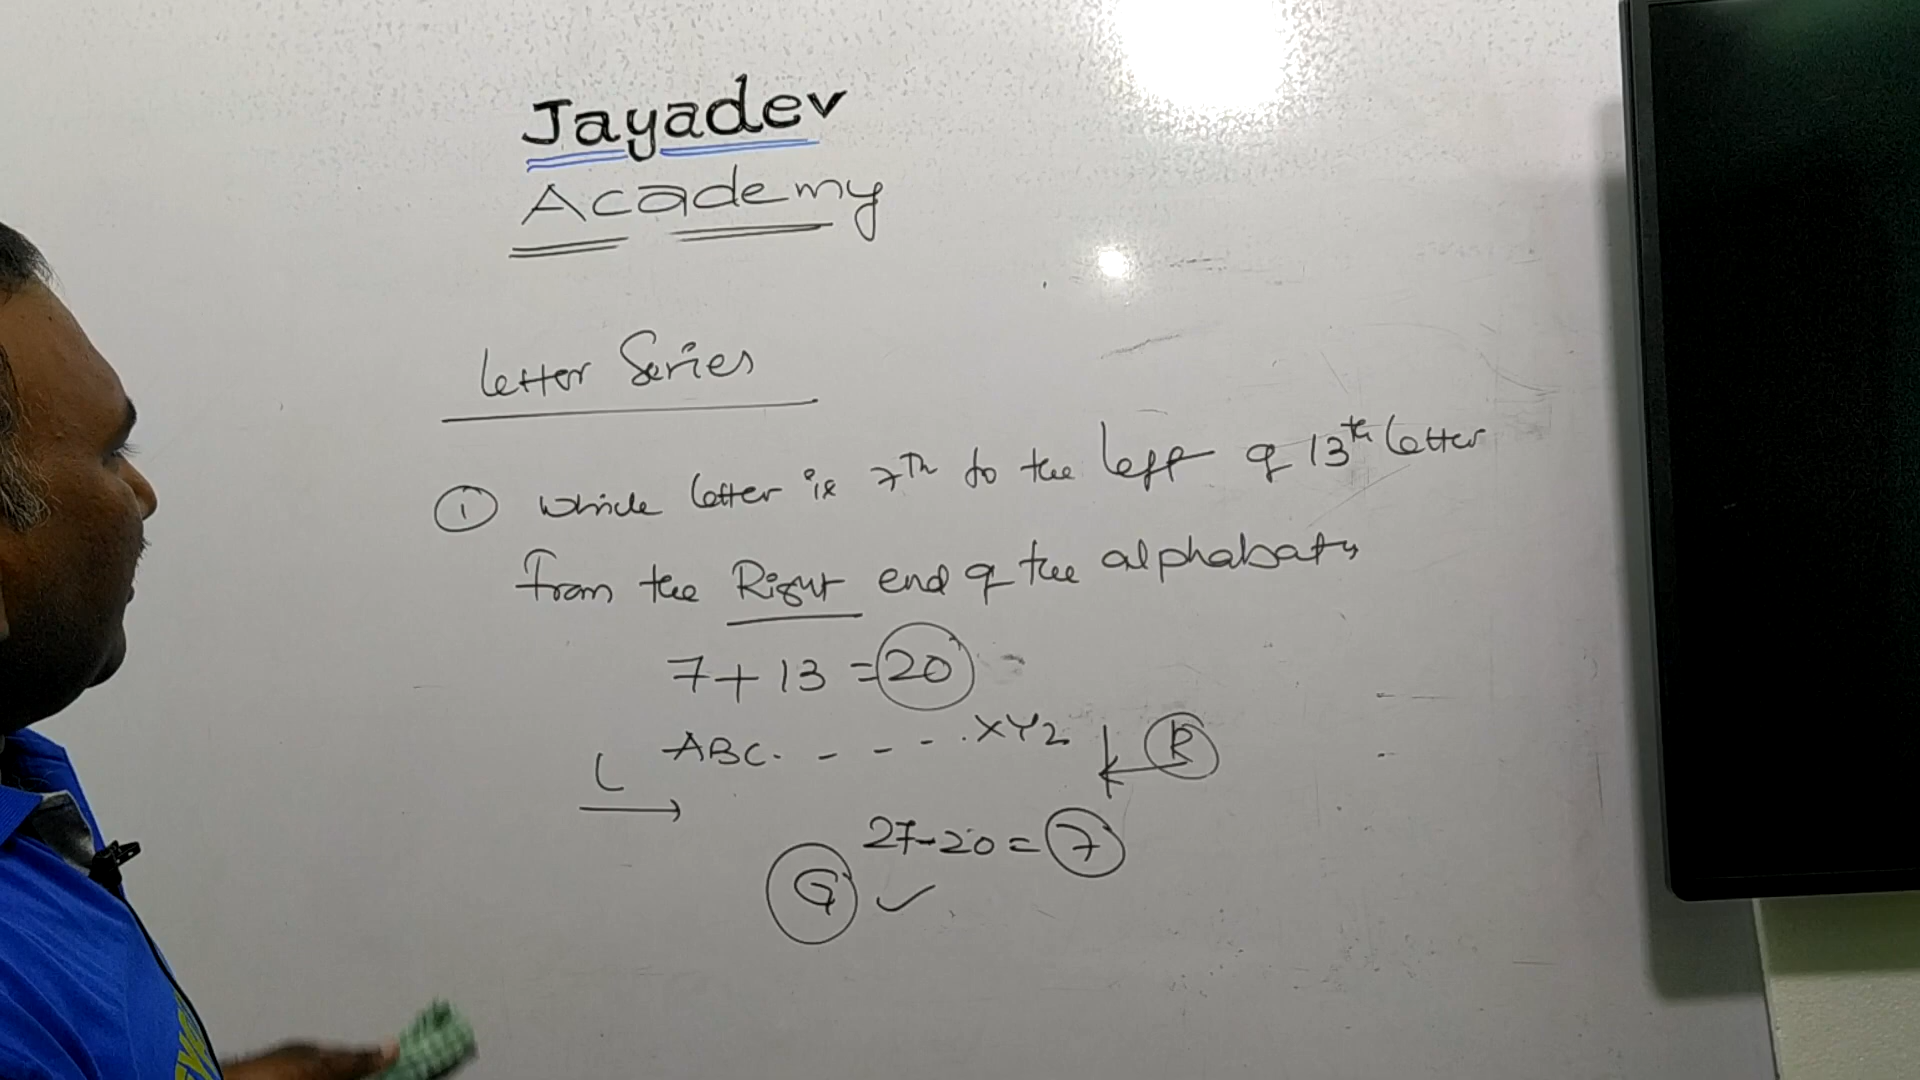 Jayadev
Academy
Letter Series
① which letter is 7th to the left of 13th letter
from the Right end of the alphabets
7 + 13 = 20
L ABC. - - - . XYZ R
27-20 = 7
G ✓